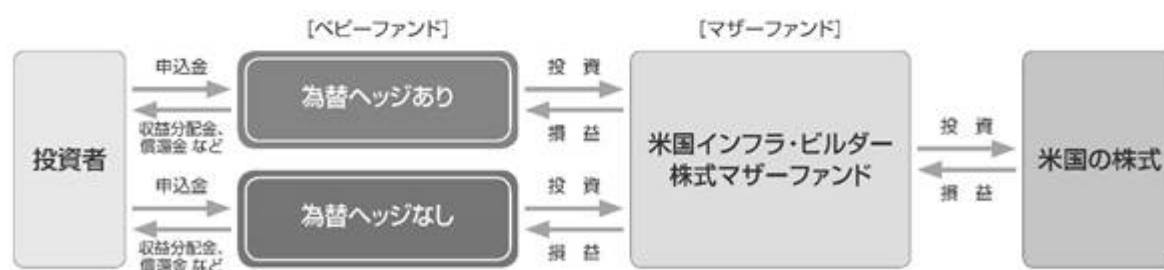 [ベビーファンド]
[マザーファンド]
投資者
申込金
収益分配金、
償還金 など
為替ヘッジあり
投 資
損 益
申込金
収益分配金、
償還金 など
為替ヘッジなし
投 資
損 益
米国インフラ・ビルダー
株式マザーファンド
投 資
損 益
米国の株式